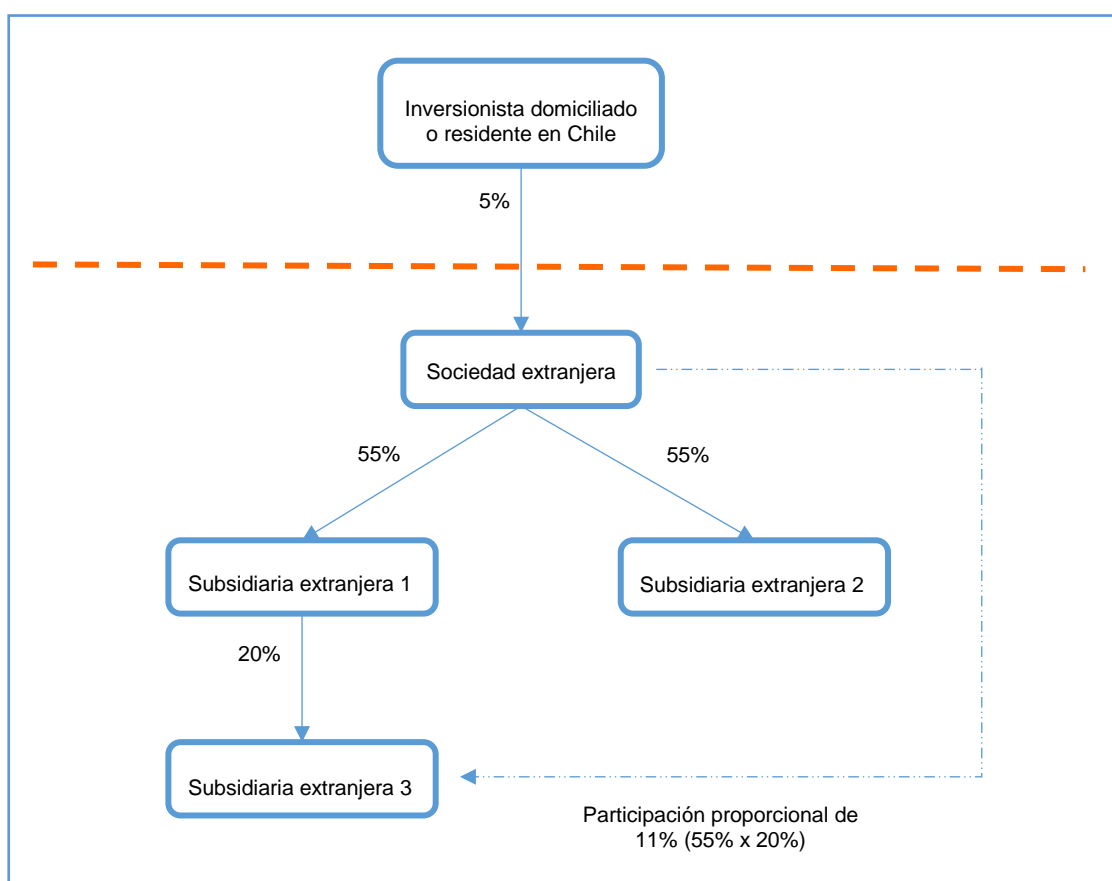 Inversionista domiciliado
o residente en Chile
5%
Sociedad extranjera
55%
55%
Subsidiaria extranjera 1
Subsidiaria extranjera 2
20%
Subsidiaria extranjera 3
Participación proporcional de
11% (55% x 20%)